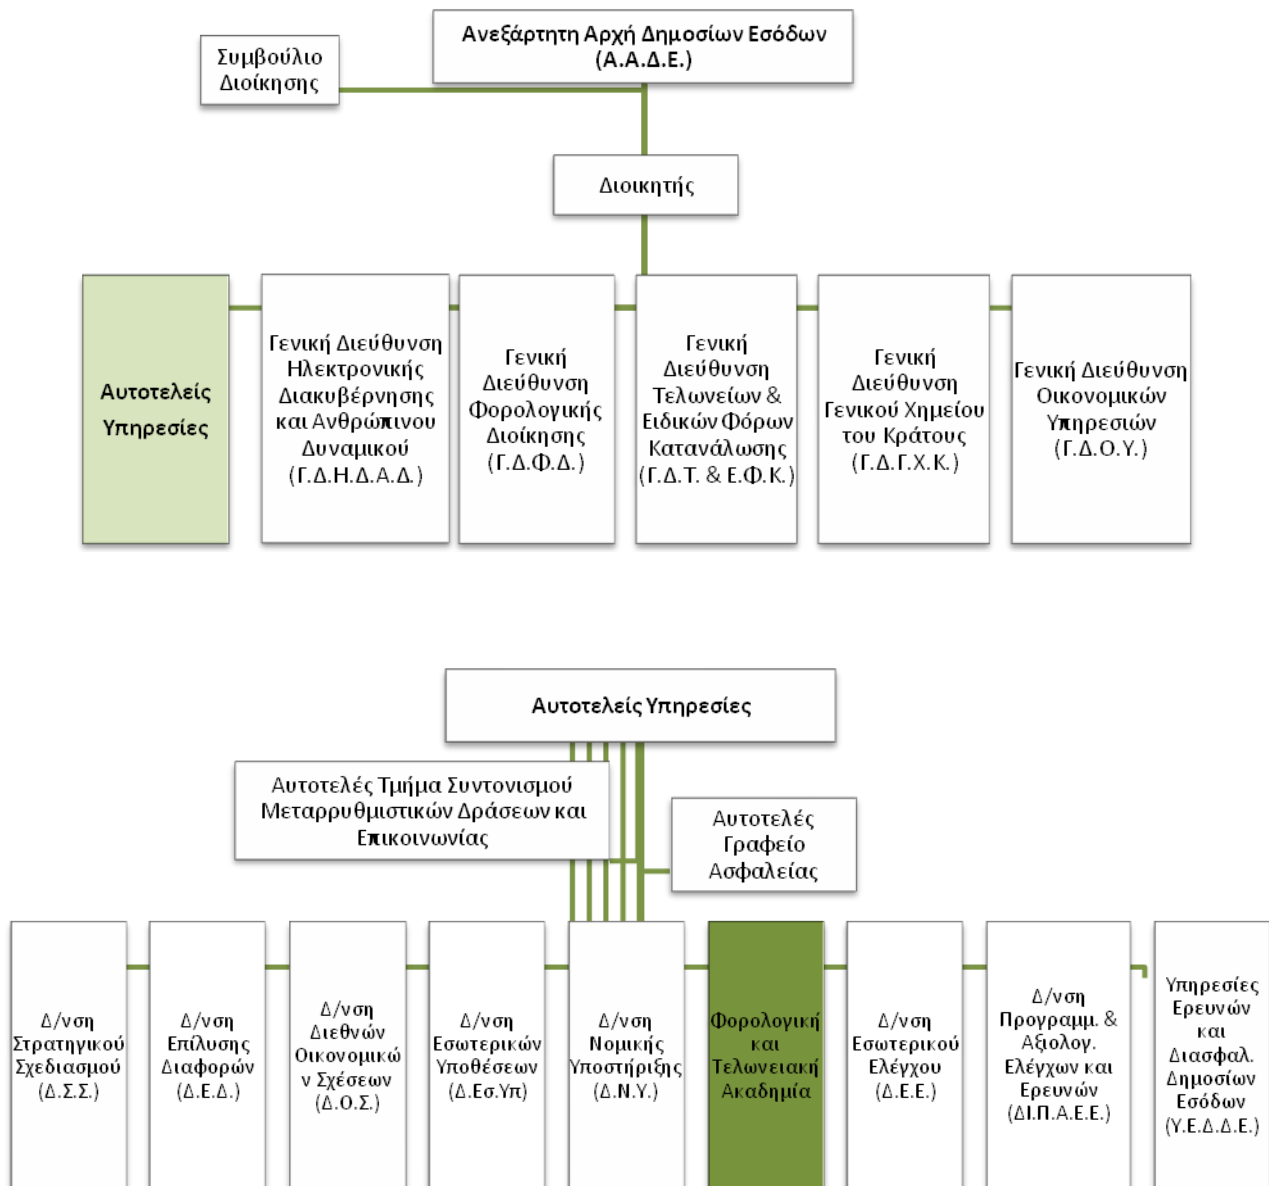 Ανεξάρτητη Αρχή Δημοσίων Εσόδων
(Α.Α.Δ.Ε.)
Συμβούλιο
Διοίκησης
Διοικητής
Αυτοτελείς
Υπηρεσίες
Γενική Διεύθυνση
Ηλεκτρονικής
Διακυβέρνησης
και Ανθρώπινου
Δυναμικού
(Γ.Δ.Η.Δ.Α.Δ.)
Γενική
Διεύθυνση
Φορολογικής
Διοίκησης
(Γ.Δ.Φ.Δ.)
Γενική
Διεύθυνση
Τελωνείων &
Ειδικών Φόρων
Κατανάλωσης
(Γ.Δ.Τ. & Ε.Φ.Κ.)
Γενική
Διεύθυνση
Γενικού Χημείου
του Κράτους
(Γ.Δ.Γ.Χ.Κ.)
Γενική Διεύθυνση
Οικονομικών
Υπηρεσιών
(Γ.Δ.Ο.Υ.)
Αυτοτελείς Υπηρεσίες
Αυτοτελές Τμήμα Συντονισμού
Μεταρρυθμιστικών Δράσεων και
Επικοινωνίας
Αυτοτελές
Γραφείο
Ασφαλείας
Δ/νση
Στρατηγικού
Σχεδιασμού
(Δ.Σ.Σ.)
Δ/νση
Επίλυσης
Διαφορών
(Δ.Ε.Δ.)
Δ/νση
Διεθνών
Οικονομικώ
ν Σχέσεων
(Δ.Ο.Σ.)
Δ/νση
Εσωτερικών
Υποθέσεων
(Δ.Εσ.Υπ)
Δ/νση
Νομικής
Υποστήριξης
(Δ.Ν.Υ.)
Φορολογική
και
Τελωνειακή
Ακαδημία
Δ/νση
Εσωτερικού
Ελέγχου
(Δ.Ε.Ε.)
Δ/νση
Προγραμμ. &
Αξιολογ.
Ελέγχων και
Ερευνών
(ΔΙ.Π.Α.Ε.Ε.)
Υπηρεσίες
Ερευνών
και
Διασφαλ.
Δημοσίων
Εσόδων
(Υ.Ε.Δ.Δ.Ε.)